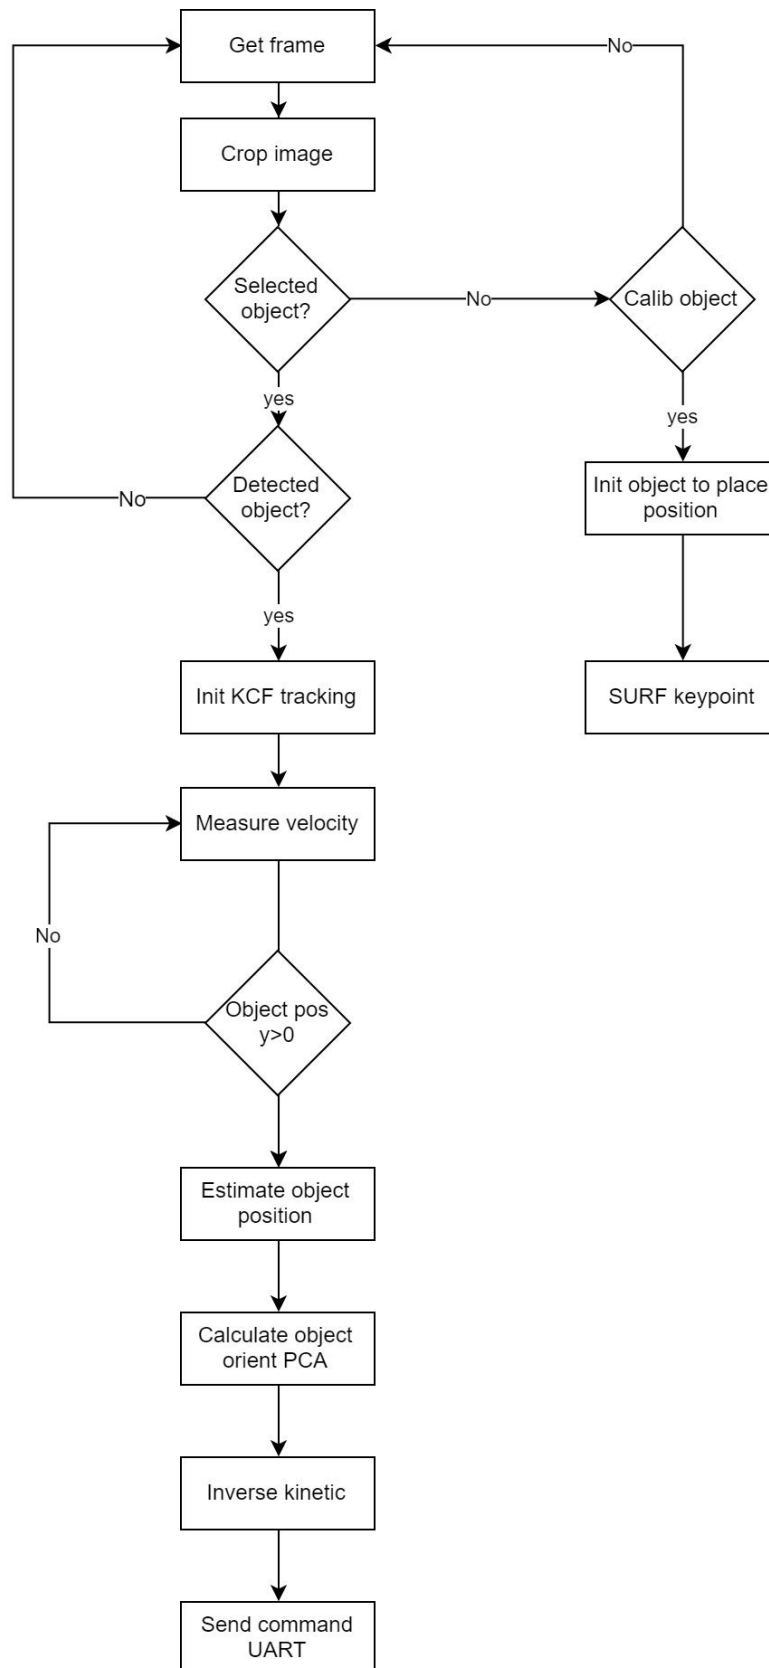 Get frame
No
Crop image
Selected
object?
No
Calib object
yes
yes
Detected
object?
No
Init object to place
position
yes
Init KCF tracking
SURF keypoint
Measure velocity
No
Object pos
y>0
Estimate object
position
Calculate object
orient PCA
Inverse kinetic
Send command
UART